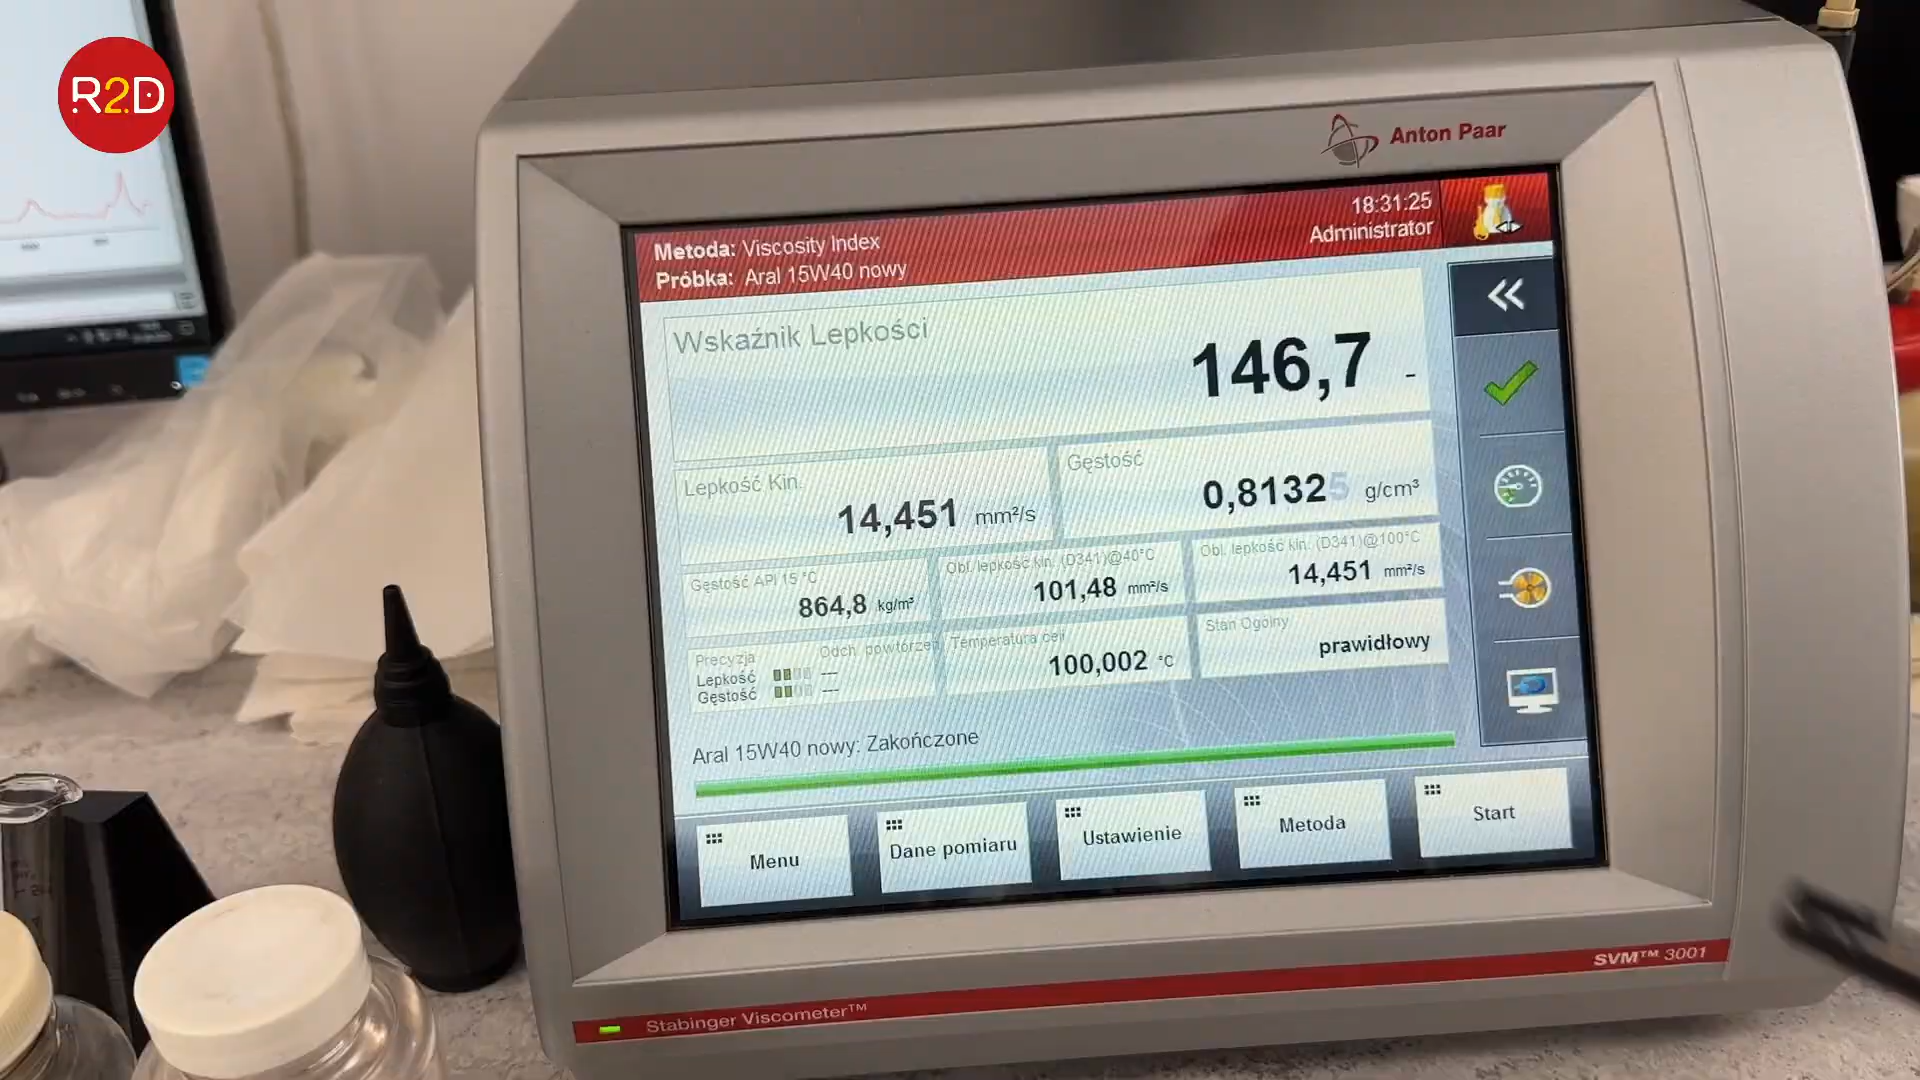 R2D
Anton Paar
18:31:25
Administrator
Metoda: Viscosity Index
Próbka: Aral 15W40 nowy
Wskaźnik Lepkości
146,7 -
Lepkość Kin.
14,451 mm²/s
Gęstość
0,81325 g/cm³
Gęstość API 15 °C
864,8 kg/m³
Obl. lepkość kin. (D341)@40°C
101,48 mm²/s
Obl. lepkość kin. (D341)@100°C
14,451 mm²/s
Precyzja
Odch. powtórzeń
Lepkość ---
Gęstość ---
Temperatura celi
100,002 °C
Stan Ogólny
prawidłowy
Aral 15W40 nowy: Zakończone
Menu
Dane pomiaru
Ustawienie
Metoda
Start
SVM™ 3001
Stabinger Viscometer™